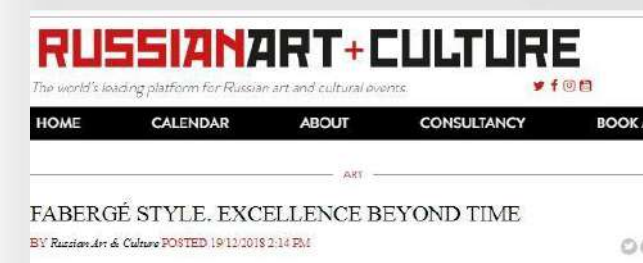 RUSSIANART+CULTURE
The world's leading platform for Russian art and cultural events.
HOME CALENDAR ABOUT CONSULTANCY BOOK
ART
FABERGÉ STYLE. EXCELLENCE BEYOND TIME
BY Russian Art & Culture POSTED 19/12/2018 2:14 PM